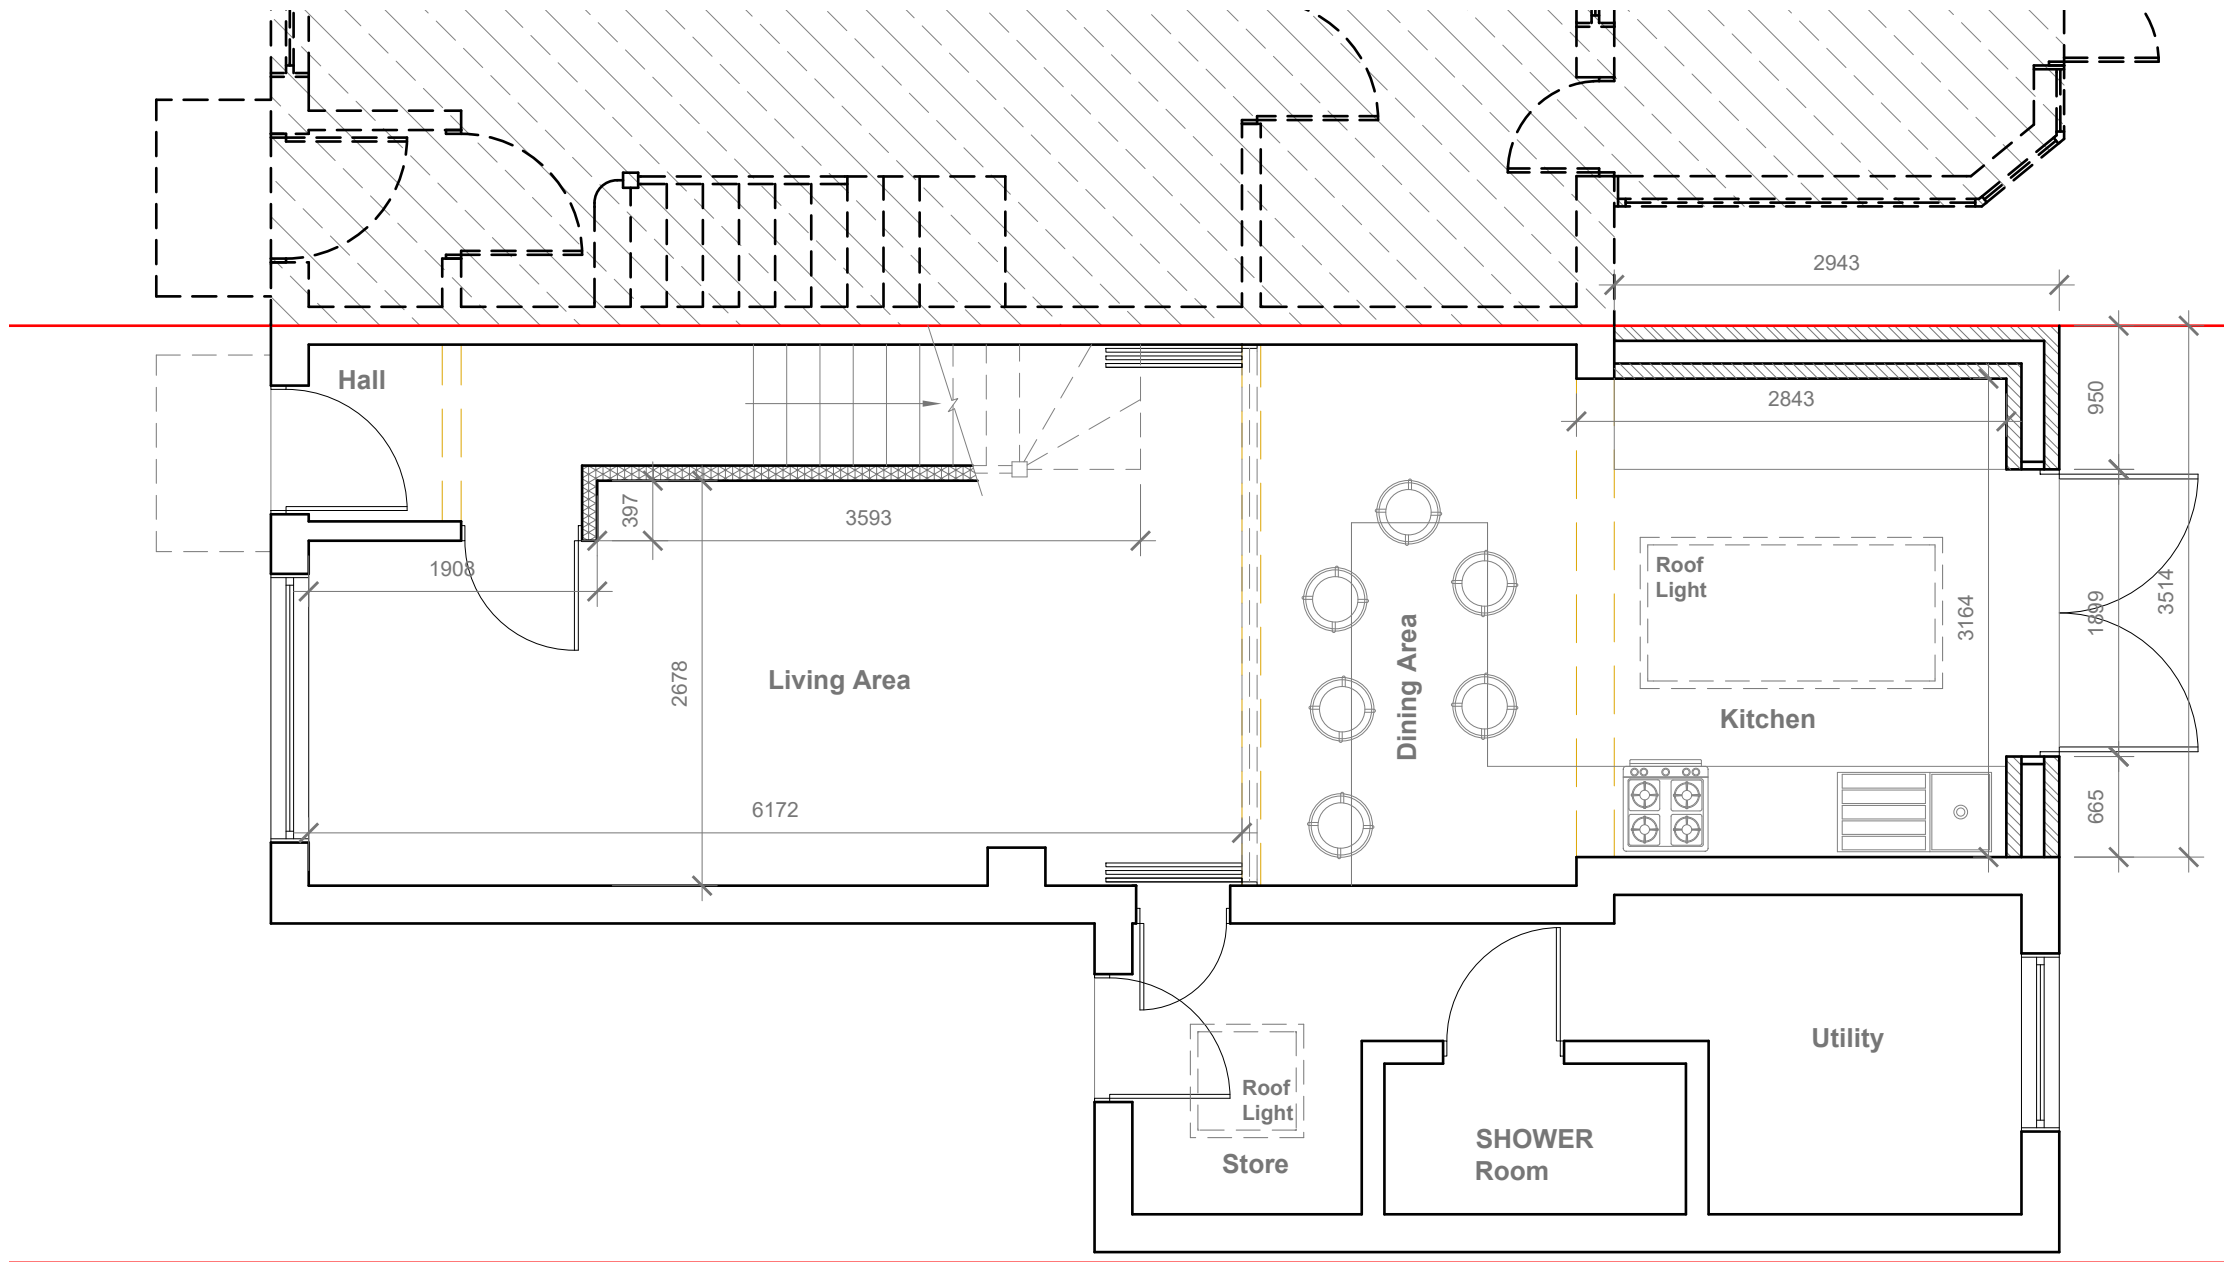 2943
Hall
2843
950
397
3593
1908
Roof
Light
1899
3514
3164
Living Area
2678
Dining Area
Kitchen
6172
665
Utility
Roof
Light
SHOWER
Room
Store